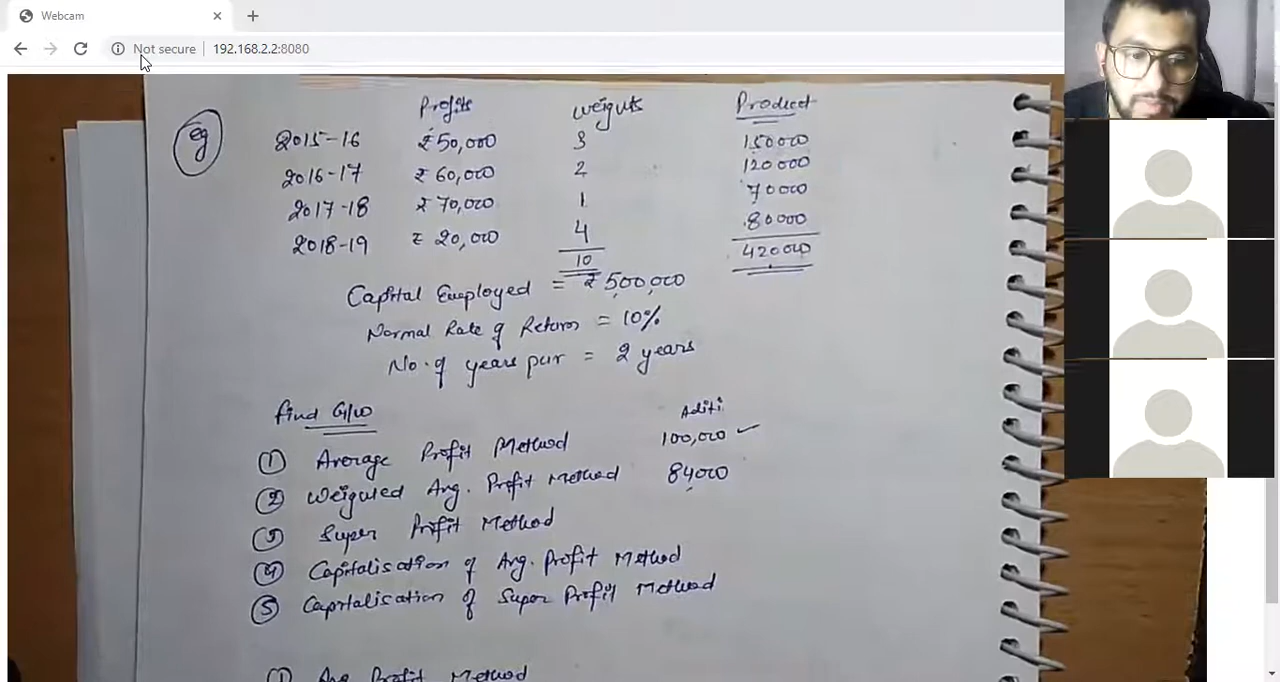 Webcam
Not secure 192.168.2.2:8080
Profits weights Product
eg 2015-16 ₹50,000 3 150000
2016-17 ₹ 60,000 2 120000
2017-18 ₹ 70,000 1 70000
2018-19 ₹ 20,000 4 80000
10 420000
Capital Employed = ₹ 500,000
Normal Rate of Return = 10%
No. of years pur = 2 years
find G/W
Aditi
① Average Profit Method 100,000 ✓
② Weighted Avg. Profit Method 84000
③ Super Profit Method
④ Capitalisation of Avg. Profit Method
⑤ Capitalisation of Super Profit Method
① Avg Profit Method